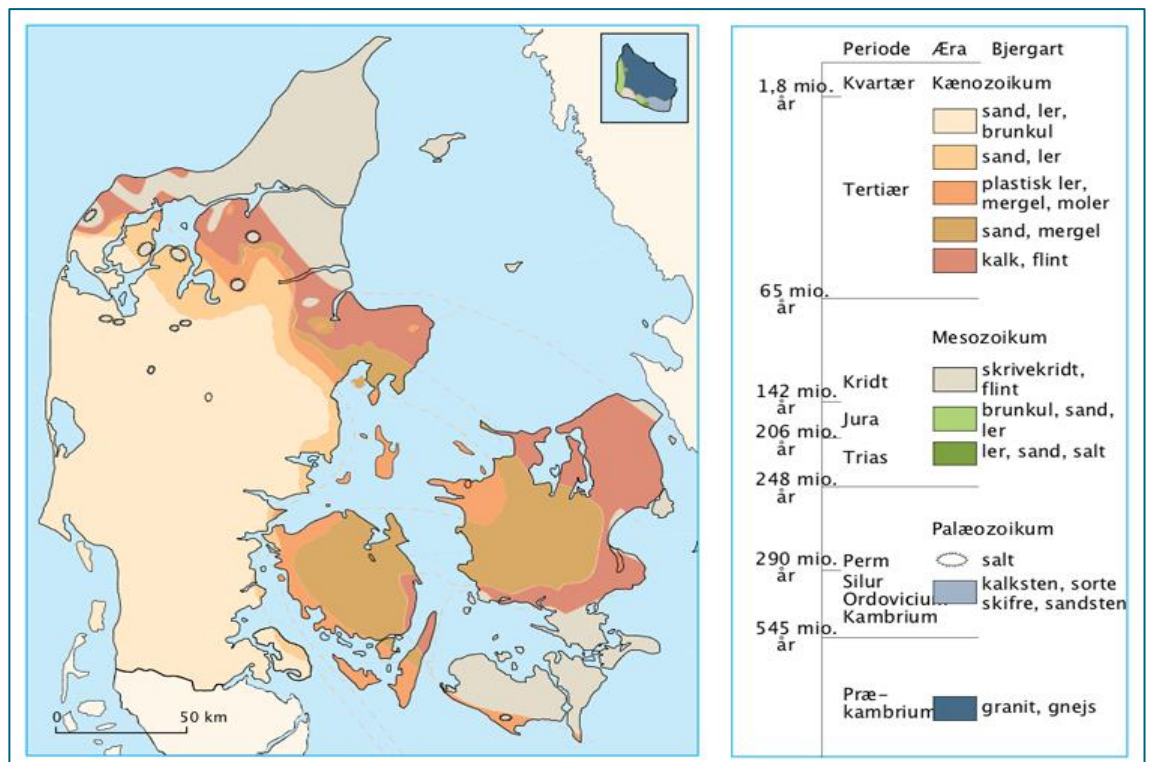 Periode Æra Bjergart
1,8 mio.
år
Kvartær Kænozoikum
sand, ler,
brunkul
sand, ler
Tertiær
plastisk ler,
mergel, moler
sand, mergel
kalk, flint
65 mio.
år
Mesozoikum
Kridt
skrivekridt,
flint
142 mio.
år
Jura
brunkul, sand,
ler
206 mio.
år
Trias
ler, sand, salt
248 mio.
år
Palæozoikum
290 mio.
år
Perm
salt
Silur
Ordovicium
Kambrium
kalksten, sorte
skifre, sandsten
545 mio.
år
Præ-
kambrium
granit, gnejs
0 50 km